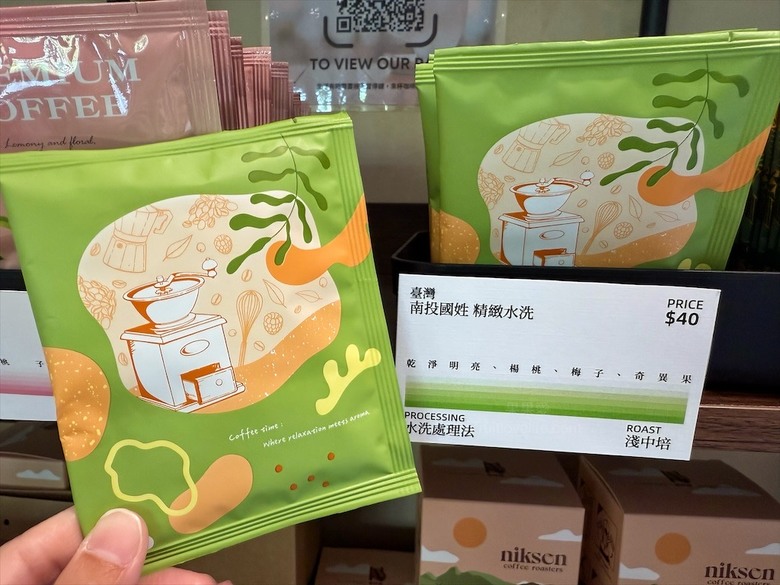 TO VIEW OUR
EMIUM
OFFEE
Lemony and floral.
Coffee time :
Where relaxation meets aroma
臺灣
南投國姓 精緻水洗
PRICE
$40
乾淨明亮、楊桃、梅子、奇異果
PROCESSING
水洗處理法
ROAST
淺中培
子
niksen
coffee roasters
niksen
coffee roasters